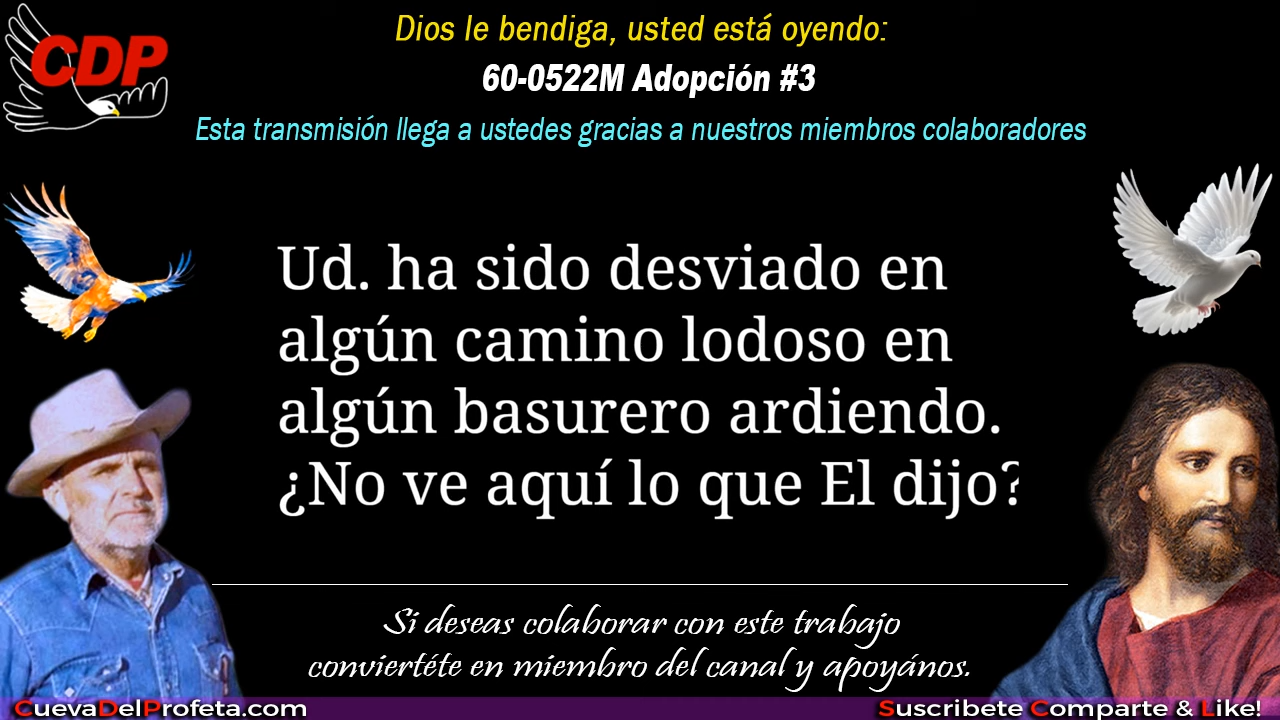 CDP
Dios le bendiga, usted está oyendo:
60-0522M Adopción #3
Esta transmisión llega a ustedes gracias a nuestros miembros colaboradores
Ud. ha sido desviado en
algún camino lodoso en
algún basurero ardiendo.
¿No ve aquí lo que El dijo?
Si deseas colaborar con este trabajo
conviertéte en miembro del canal y apoyános.
CuevaDelProfeta.com
Suscribete Comparte & Like!